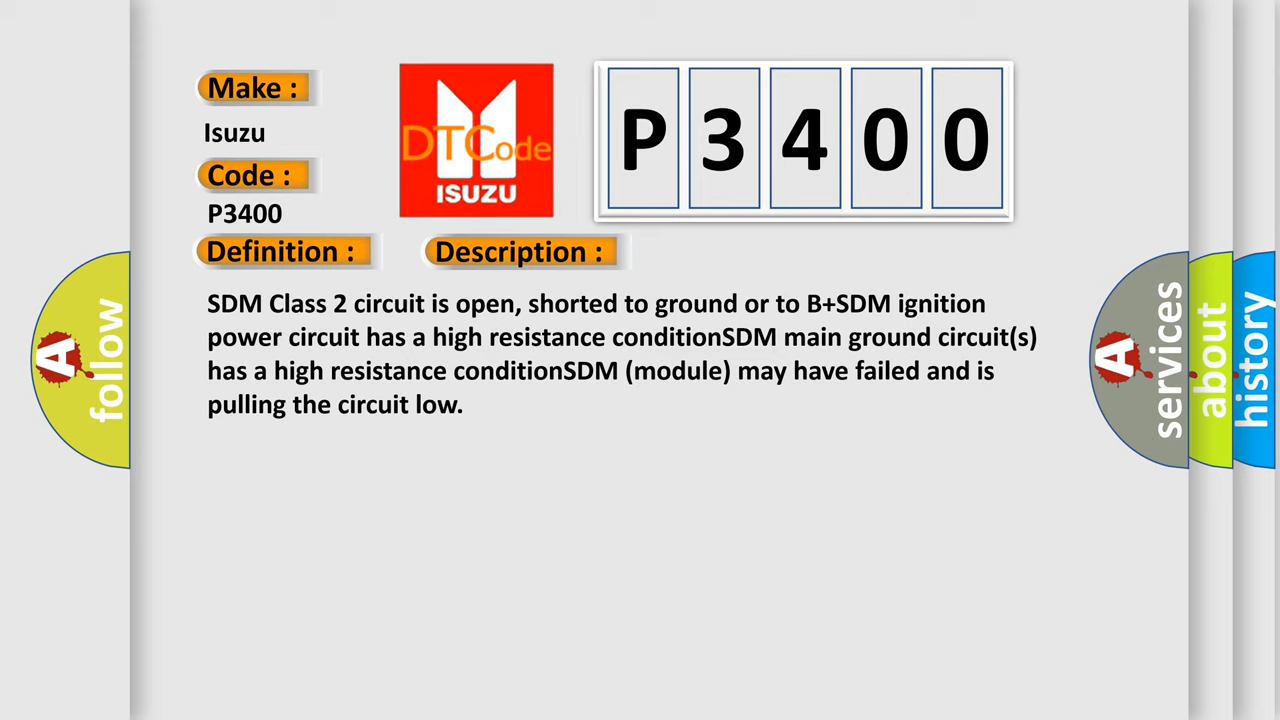 Make :
Isuzu
Code :
P3400
Definition :
Description :
DTCode
ISUZU
P 3 4 0 0
SDM Class 2 circuit is open, shorted to ground or to B+SDM ignition
power circuit has a high resistance conditionSDM main ground circuit(s)
has a high resistance conditionSDM (module) may have failed and is
pulling the circuit low.
A
follow
A
services
about
history